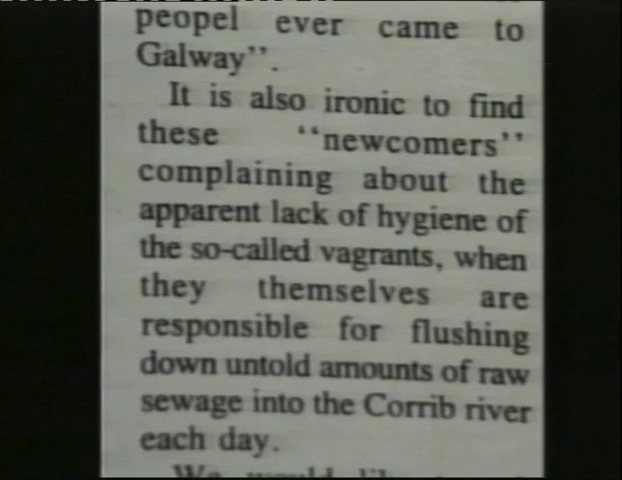 peopel ever came to
Galway’’.
It is also ironic to find
these ‘‘newcomers’’
complaining about the
apparent lack of hygiene of
the so-called vagrants, when
they themselves are
responsible for flushing
down untold amounts of raw
sewage into the Corrib river
each day.
We would